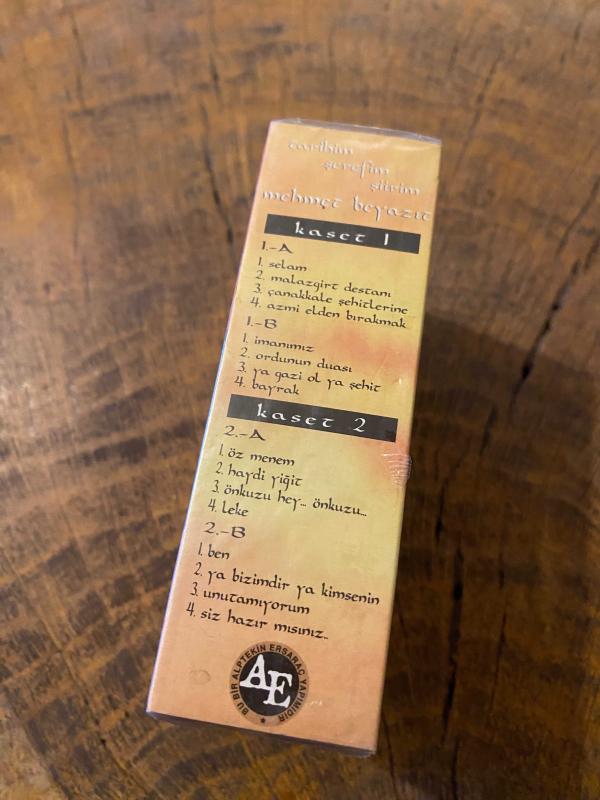 tarihim
şerefim
şiirim
mehmet beyazıt
kaset 1
1.-A
1. selam
2. malazgirt destanı
3. çanakkale şehitlerine
4. azmi elden bırakmak
1.-B
1. imanımız
2. ordunun duası
3. ya gazi ol ya şehit
4. bayrak
kaset 2
2.-A
1. öz menem
2. haydi yiğit
3. önkuzu hey... önkuzu...
4. leke
2.-B
1. ben
2. ya bizimdir ya kimsenin
3. unutamıyorum
4. siz hazır mısınız..
AE
BU BİR ALPTEKİN ERSARAÇ YAPIMIDIR